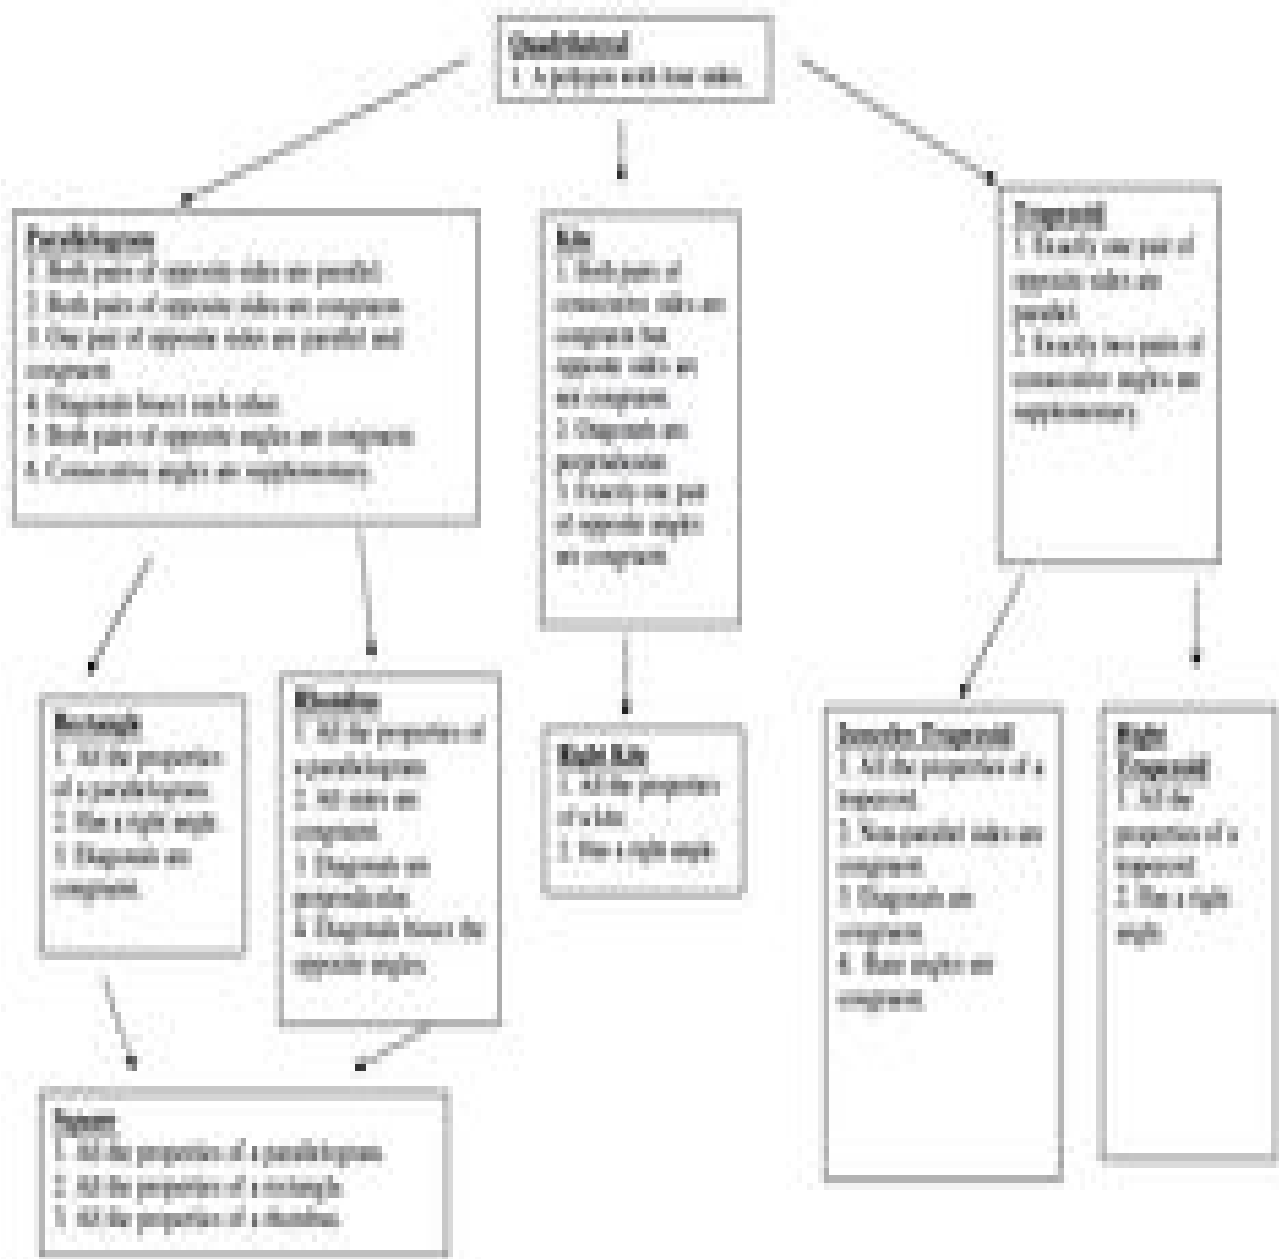 Quadrilateral
1. A polygon with four sides.
Parallelogram
1. Both pairs of opposite sides are parallel.
2. Both pairs of opposite sides are congruent.
3. One pair of opposite sides are parallel and
congruent.
4. Diagonals bisect each other.
5. Both pairs of opposite angles are congruent.
6. Consecutive angles are supplementary.
Kite
1. Both pairs of
consecutive sides are
congruent but
opposite sides are
not congruent.
2. Diagonals are
perpendicular.
3. Exactly one pair
of opposite angles
are congruent.
Trapezoid
1. Exactly one pair of
opposite sides are
parallel.
2. Exactly two pairs of
consecutive angles are
supplementary.
Rectangle
1. All the properties
of a parallelogram.
2. Has a right angle.
3. Diagonals are
congruent.
Rhombus
1. All the properties of
a parallelogram.
2. All sides are
congruent.
3. Diagonals are
perpendicular.
4. Diagonals bisect the
opposite angles.
Right Kite
1. All the properties
of a kite.
2. Has a right angle.
Isosceles Trapezoid
1. All the properties of a
trapezoid.
2. Non-parallel sides are
congruent.
3. Diagonals are
congruent.
4. Base angles are
congruent.
Right
Trapezoid
1. All the
properties of a
trapezoid.
2. Has a right
angle.
Square
1. All the properties of a parallelogram.
2. All the properties of a rectangle.
3. All the properties of a rhombus.